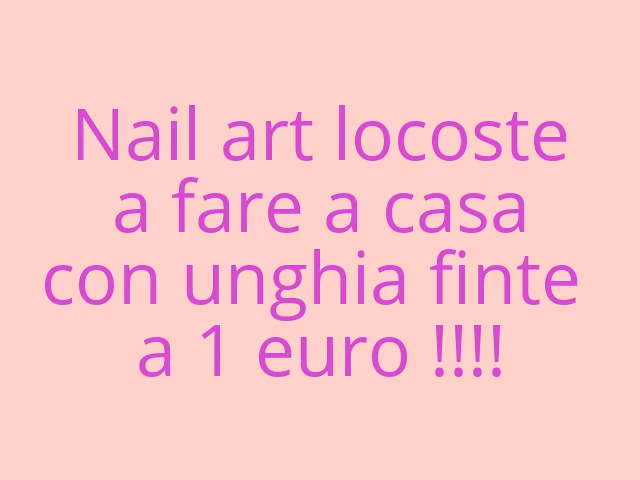 Nail art locoste
a fare a casa
con unghia finte
a 1 euro !!!!